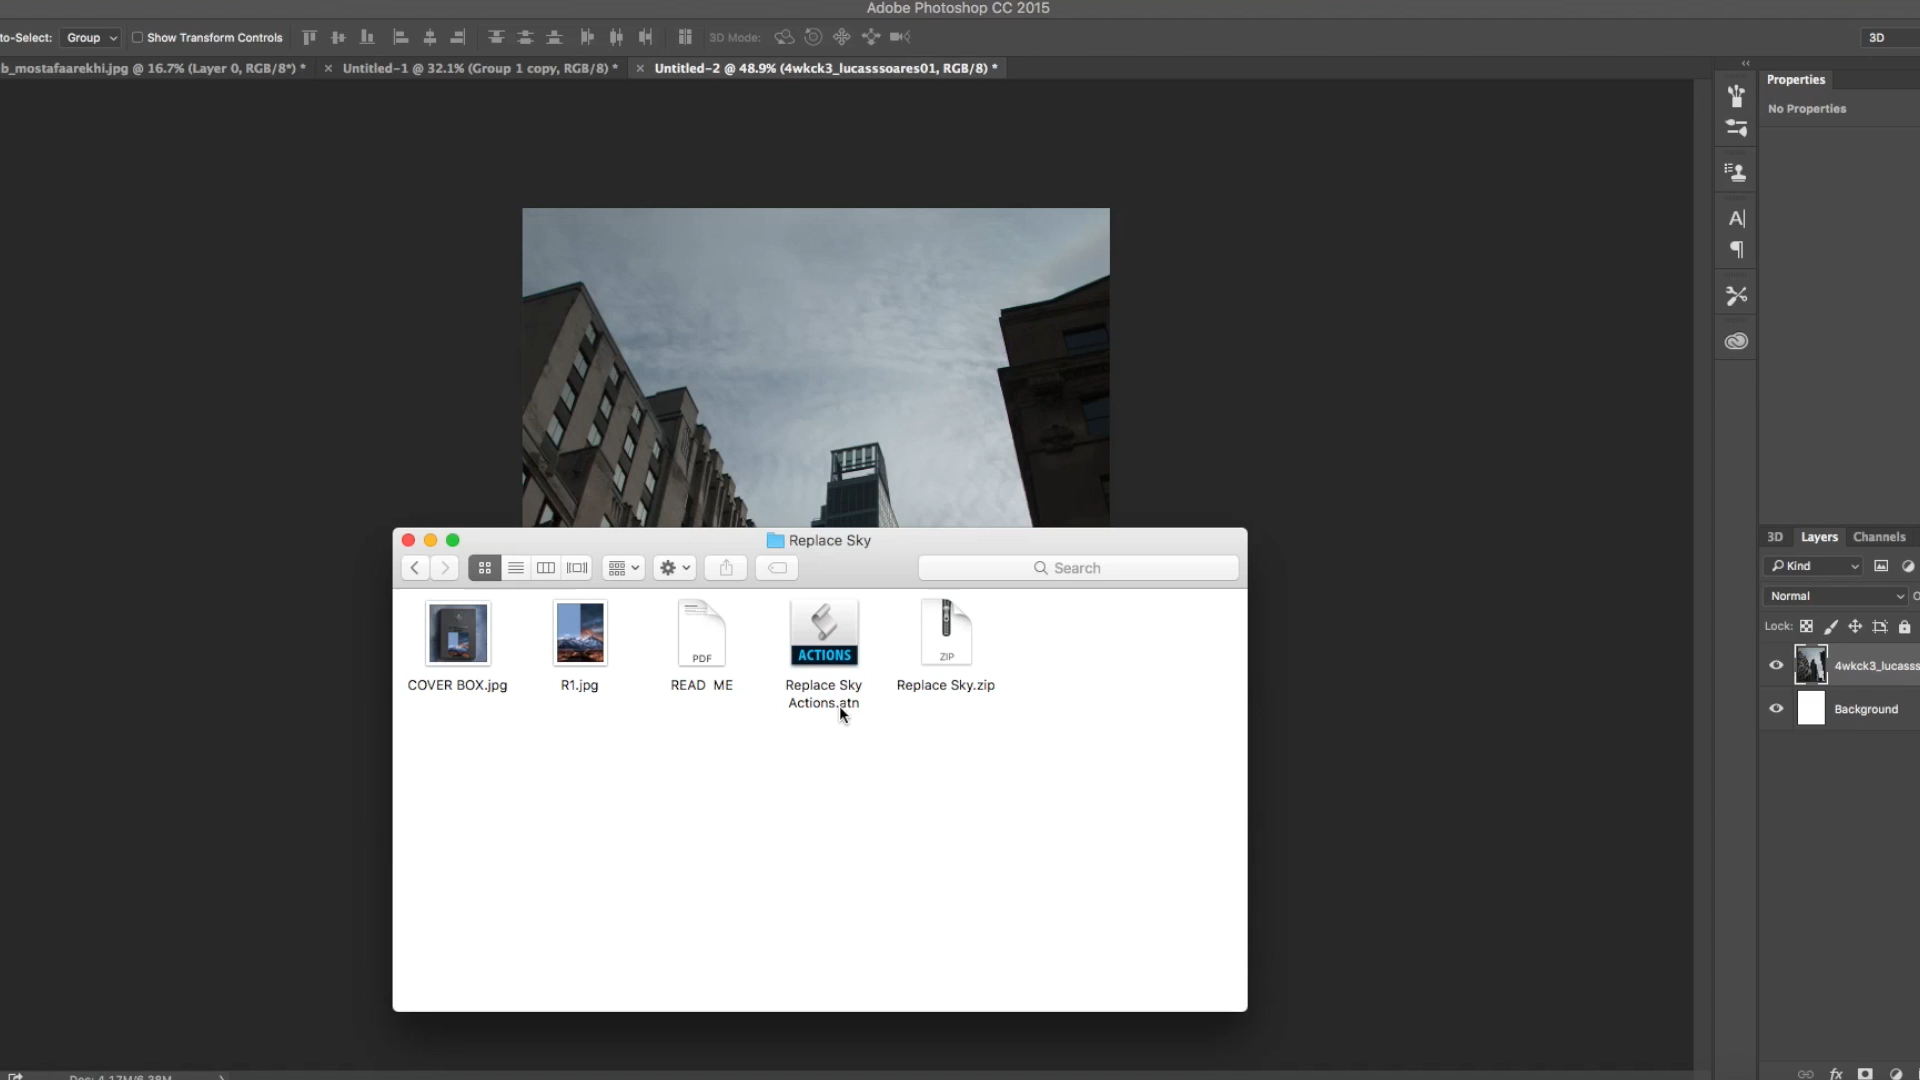 Adobe Photoshop CC 2015
to-Select: Group Show Transform Controls 3D Mode: 3D
b_mostafaarekhi.jpg @ 16.7% (Layer 0, RGB/8*) * × Untitled-1 @ 32.1% (Group 1 copy, RGB/8) * × Untitled-2 @ 48.9% (4wkck3_lucasssoares01, RGB/8) *
Properties
No Properties
Replace Sky
Search
PDF
ACTIONS
ZIP
COVER BOX.jpg
R1.jpg
READ ME
Replace Sky
Actions.atn
Replace Sky.zip
3D Layers Channels
Kind
Normal
Lock:
4wkck3_lucasss
Background
fx